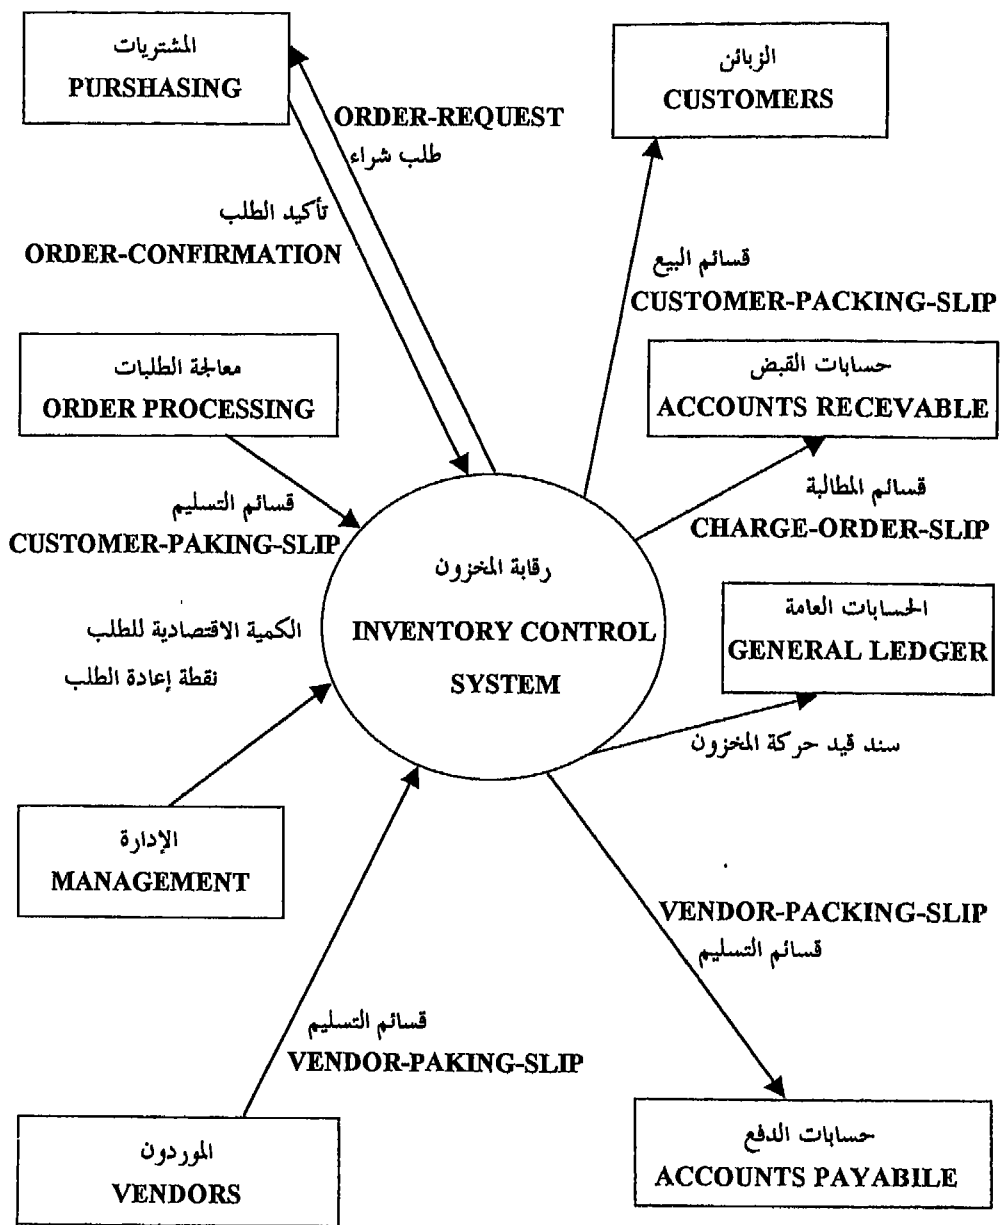 المشتريات
PURSHASING
الزبائن
CUSTOMERS
ORDER-REQUEST
طلب شراء
تأكيد الطلب
ORDER-CONFIRMATION
قسائم البيع
CUSTOMER-PACKING-SLIP
معالجة الطلبات
ORDER PROCESSING
حسابات القبض
ACCOUNTS RECEVABLE
قسائم التسليم
CUSTOMER-PAKING-SLIP
قسائم المطالبة
CHARGE-ORDER-SLIP
رقابة المخزون
INVENTORY CONTROL
SYSTEM
الكمية الاقتصادية للطلب
نقطة إعادة الطلب
الحسابات العامة
GENERAL LEDGER
سند قيد حركة المخزون
الإدارة
MANAGEMENT
VENDOR-PACKING-SLIP
قسائم التسليم
قسائم التسليم
VENDOR-PAKING-SLIP
الموردون
VENDORS
حسابات الدفع
ACCOUNTS PAYABILE